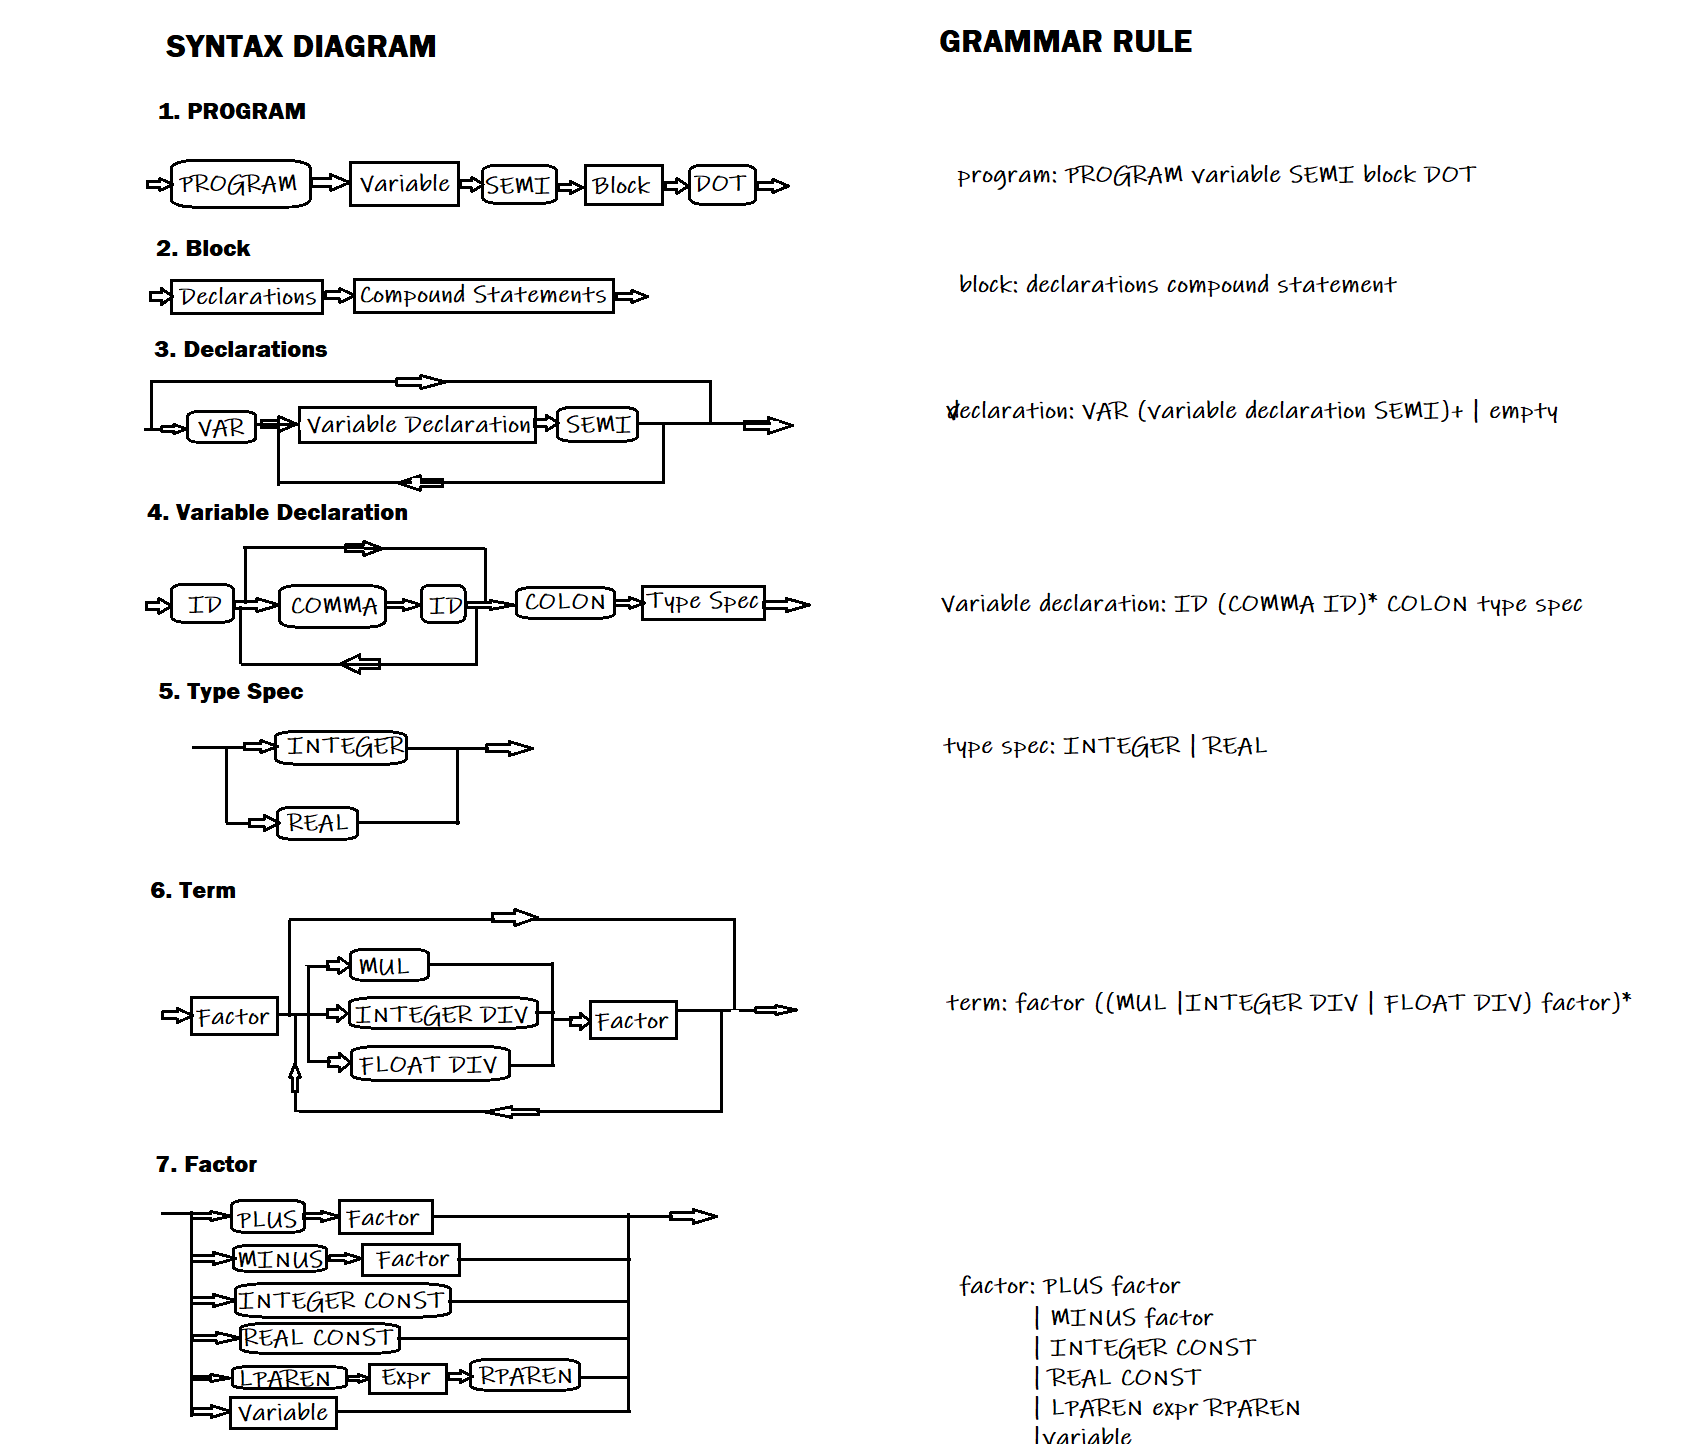 SYNTAX DIAGRAM
GRAMMAR RULE
1. PROGRAM
PROGRAM Variable SEMI Block DOT
program: PROGRAM variable SEMI block DOT
2. Block
Declarations Compound Statements
block: declarations compound statement
3. Declarations
VAR Variable Declaration SEMI
declaration: VAR (variable declaration SEMI)+ | empty
4. Variable Declaration
ID COMMA ID COLON Type Spec
Variable declaration: ID (COMMA ID)* COLON type spec
5. Type Spec
INTEGER
type spec: INTEGER | REAL
REAL
6. Term
MUL
Factor INTEGER DIV Factor
term: factor ((MUL |INTEGER DIV | FLOAT DIV) factor)*
FLOAT DIV
7. Factor
PLUS Factor
MINUS Factor
INTEGER CONST
REAL CONST
LPAREN Expr RPAREN
Variable
factor: PLUS factor
| MINUS factor
| INTEGER CONST
| REAL CONST
| LPAREN expr RPAREN
|variable